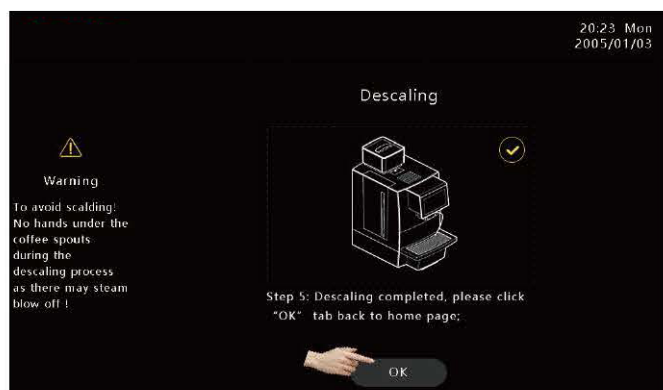 20:23 Mon
2005/01/03
Descaling
Warning
To avoid scalding!
No hands under the
coffee spouts
during the
descaling process
as there may steam
blow off !
Step 5: Descaling completed, please click
“OK” tab back to home page;
OK